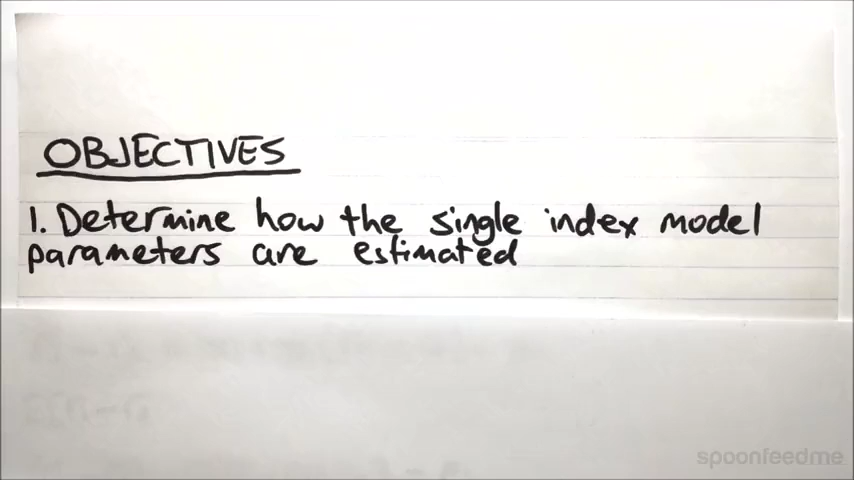 OBJECTIVES
1. Determine how the single index model
parameters are estimated
spoonfeedme